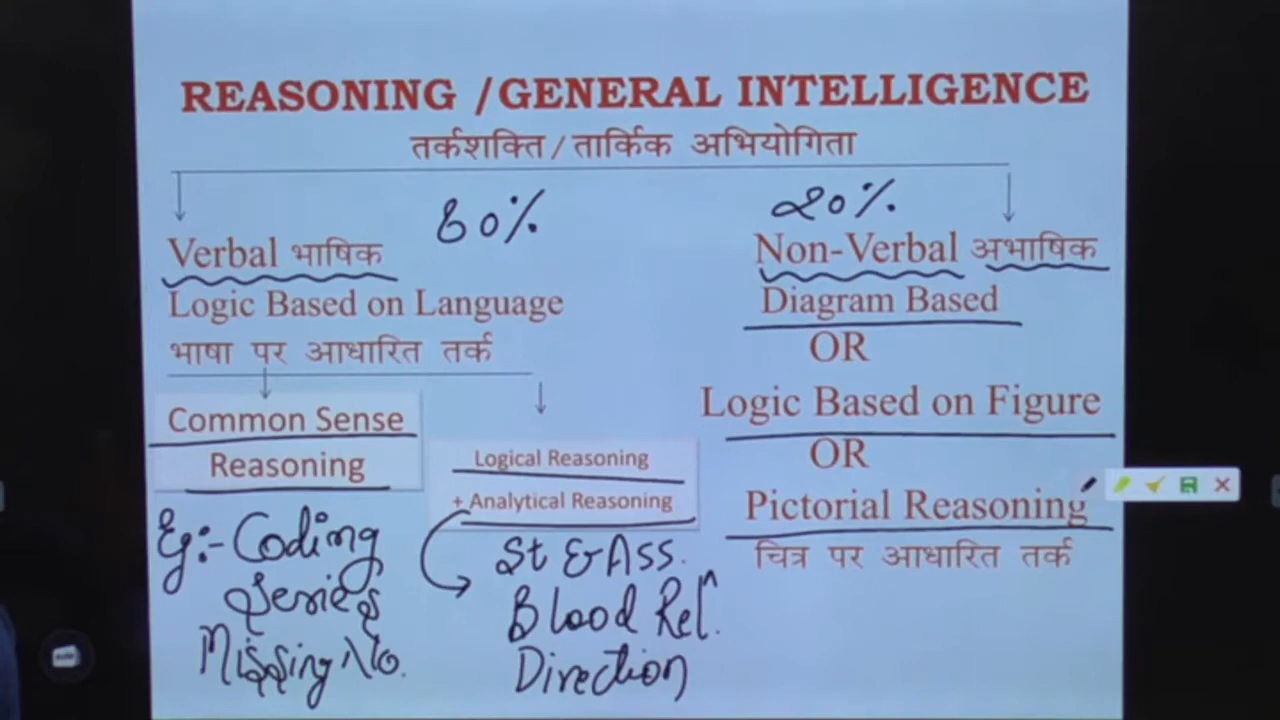 REASONING /GENERAL INTELLIGENCE
तर्कशक्ति / तार्किक अभियोगिता
80%
20%
Verbal भाषिक
Non-Verbal अभाषिक
Logic Based on Language
Diagram Based
भाषा पर आधारित तर्क
OR
Common Sense
Reasoning
Logic Based on Figure
OR
Logical Reasoning
+ Analytical Reasoning
Pictorial Reasoning
चित्र पर आधारित तर्क
Eg:- Coding
Series
Missing No.
St & Ass.
Blood Relⁿ.
Direction